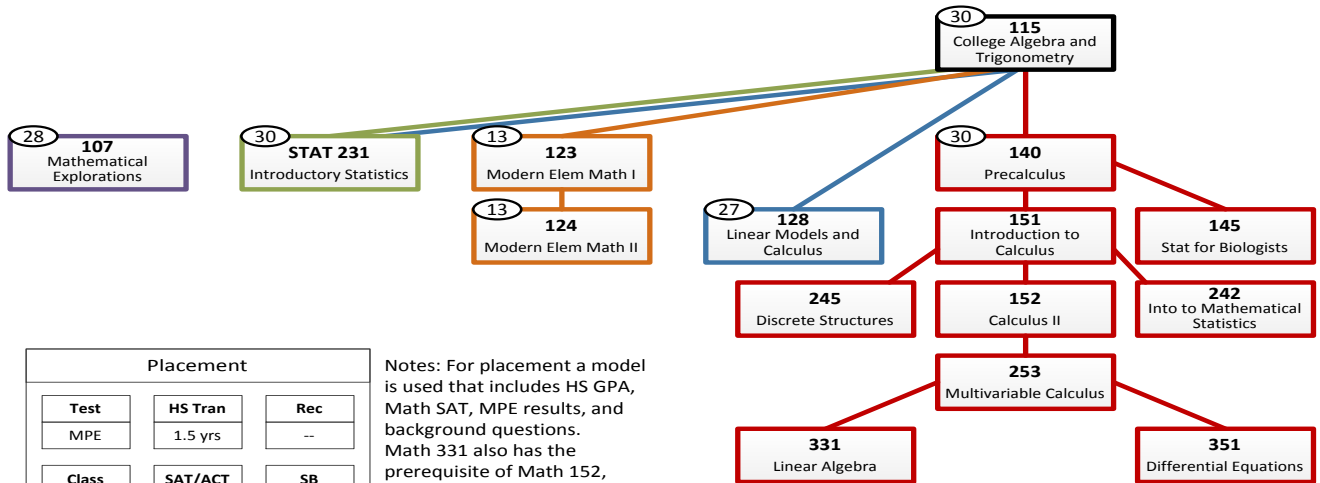 30
115
College Algebra and
Trigonometry
28
107
Mathematical
Explorations
30
STAT 231
Introductory Statistics
13
123
Modern Elem Math I
30
140
Precalculus
13
124
Modern Elem Math II
27
128
Linear Models and
Calculus
151
Introduction to
Calculus
145
Stat for Biologists
245
Discrete Structures
152
Calculus II
242
Into to Mathematical
Statistics
253
Multivariable Calculus
331
Linear Algebra
351
Differential Equations
Placement
Test
MPE
HS Tran
1.5 yrs
Rec
--
Class
SAT/ACT
SB
Notes: For placement a model
is used that includes HS GPA,
Math SAT, MPE results, and
background questions.
Math 331 also has the
prerequisite of Math 152,